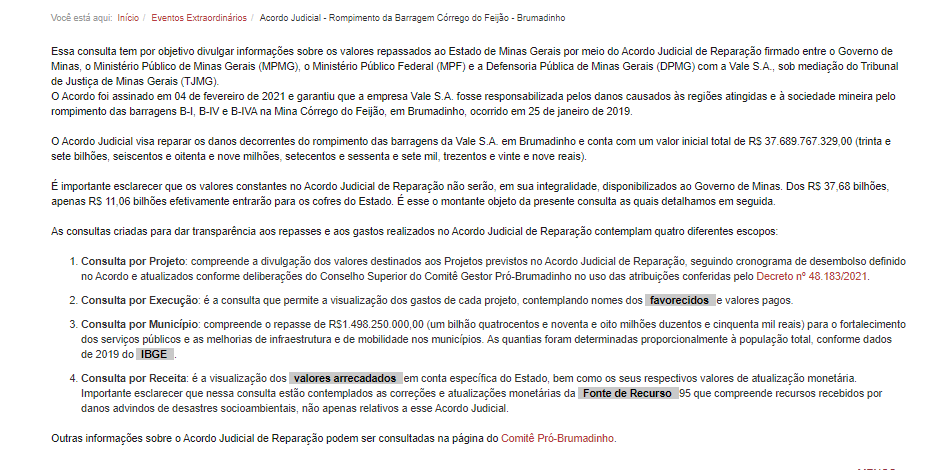 Você está aqui: Início / Eventos Extraordinários / Acordo Judicial - Rompimento da Barragem Córrego do Feijão - Brumadinho
Essa consulta tem por objetivo divulgar informações sobre os valores repassados ao Estado de Minas Gerais por meio do Acordo Judicial de Reparação firmado entre o Governo de
Minas, o Ministério Público de Minas Gerais (MPMG), o Ministério Público Federal (MPF) e a Defensoria Pública de Minas Gerais (DPMG) com a Vale S.A., sob mediação do Tribunal
de Justiça de Minas Gerais (TJMG).
O Acordo foi assinado em 04 de fevereiro de 2021 e garantiu que a empresa Vale S.A. fosse responsabilizada pelos danos causados às regiões atingidas e à sociedade mineira pelo
rompimento das barragens B-I, B-IV e B-IVA na Mina Córrego do Feijão, em Brumadinho, ocorrido em 25 de janeiro de 2019.
O Acordo Judicial visa reparar os danos decorrentes do rompimento das barragens da Vale S.A. em Brumadinho e conta com um valor inicial total de R$ 37.689.767.329,00 (trinta e
sete bilhões, seiscentos e oitenta e nove milhões, setecentos e sessenta e sete mil, trezentos e vinte e nove reais).
É importante esclarecer que os valores constantes no Acordo Judicial de Reparação não serão, em sua integralidade, disponibilizados ao Governo de Minas. Dos R$ 37,68 bilhões,
apenas R$ 11,06 bilhões efetivamente entrarão para os cofres do Estado. É esse o montante objeto da presente consulta as quais detalhamos em seguida.
As consultas criadas para dar transparência aos repasses e aos gastos realizados no Acordo Judicial de Reparação contemplam quatro diferentes escopos:
1. Consulta por Projeto: compreende a divulgação dos valores destinados aos Projetos previstos no Acordo Judicial de Reparação, seguindo cronograma de desembolso definido
no Acordo e atualizados conforme deliberações do Conselho Superior do Comitê Gestor Pró-Brumadinho no uso das atribuições conferidas pelo Decreto nº 48.183/2021.
2. Consulta por Execução: é a consulta que permite a visualização dos gastos de cada projeto, contemplando nomes dos favorecidos e valores pagos.
3. Consulta por Município: compreende o repasse de R$1.498.250.000,00 (um bilhão quatrocentos e noventa e oito milhões duzentos e cinquenta mil reais) para o fortalecimento
dos serviços públicos e as melhorias de infraestrutura e de mobilidade nos municípios. As quantias foram determinadas proporcionalmente à população total, conforme dados
de 2019 do IBGE .
4. Consulta por Receita: é a visualização dos valores arrecadados em conta específica do Estado, bem como os seus respectivos valores de atualização monetária.
Importante esclarecer que nessa consulta estão contemplados as correções e atualizações monetárias da Fonte de Recurso 95 que compreende recursos recebidos por
danos advindos de desastres socioambientais, não apenas relativos a esse Acordo Judicial.
Outras informações sobre o Acordo Judicial de Reparação podem ser consultadas na página do Comitê Pró-Brumadinho.